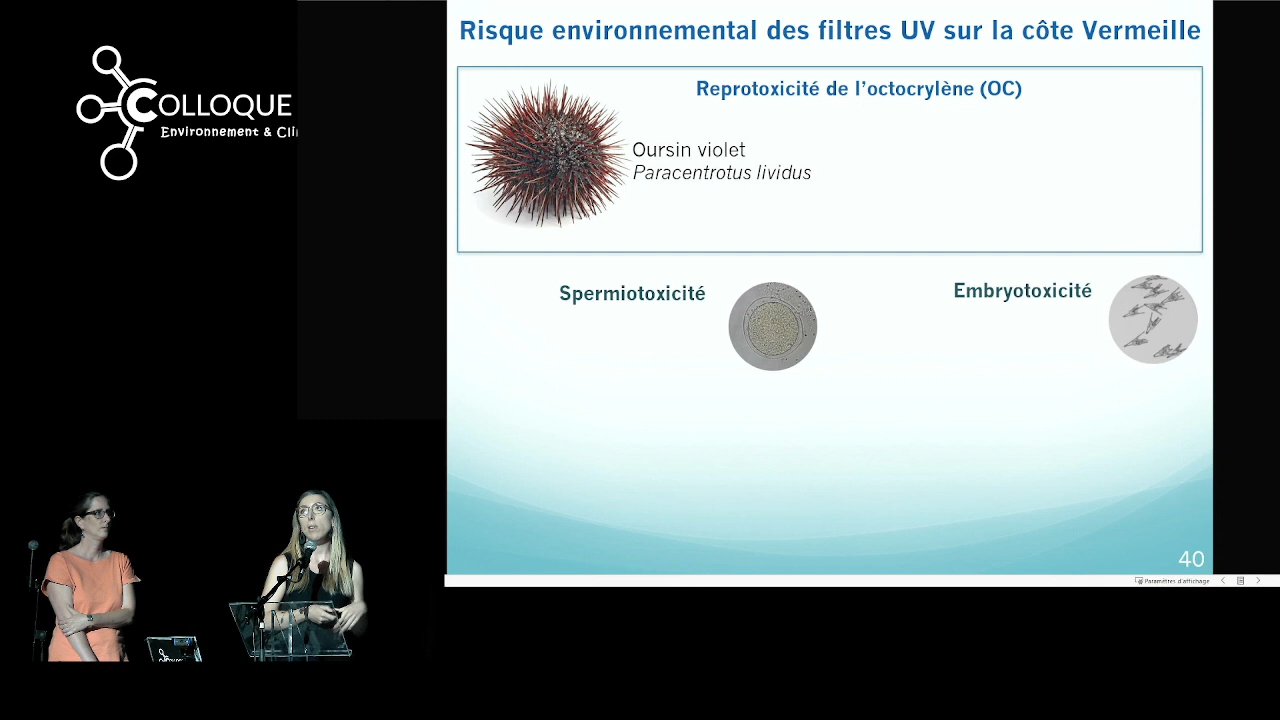 COLLOQUE
Environnement & Cli
Risque environnemental des filtres UV sur la côte Vermeille
Reprotoxicité de l'octocrylène (OC)
Oursin violet
Paracentrotus lividus
Spermiotoxicité
Embryotoxicité
40
Paramètres d'affichage